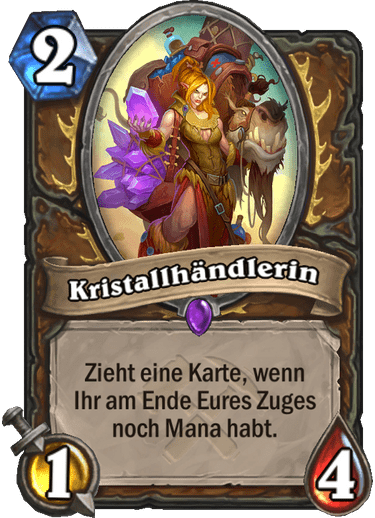 2
Kristallhändlerin
Zieht eine Karte, wenn
Ihr am Ende Eures Zuges
noch Mana habt.
1
4